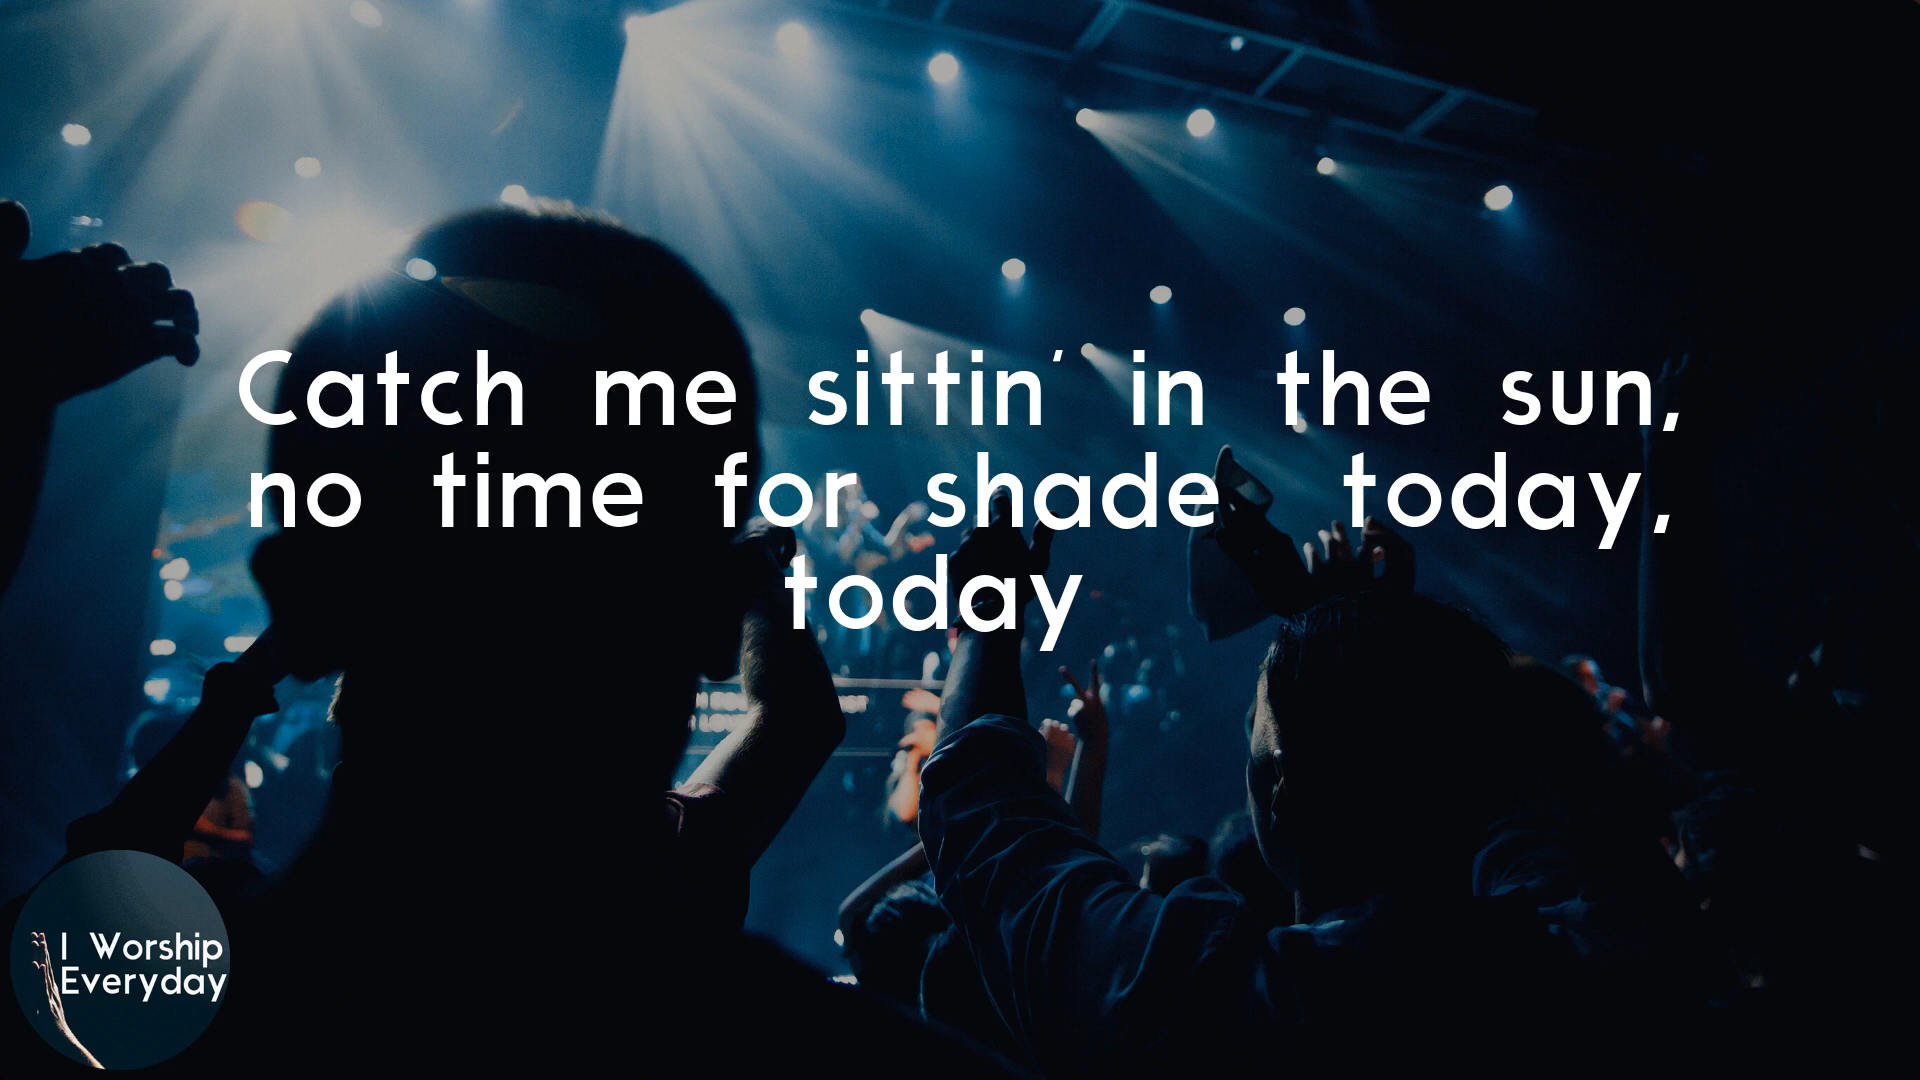 Catch me sittin' in the sun,
no time for shade today,
today
I Worship
Everyday